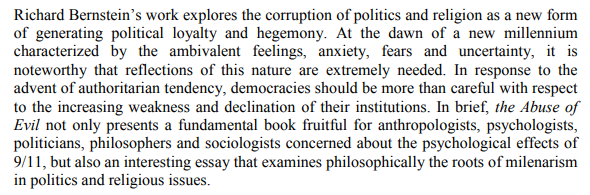 Richard Bernstein’s work explores the corruption of politics and religion as a new form
of generating political loyalty and hegemony. At the dawn of a new millennium
characterized by the ambivalent feelings, anxiety, fears and uncertainty, it is
noteworthy that reflections of this nature are extremely needed. In response to the
advent of authoritarian tendency, democracies should be more than careful with respect
to the increasing weakness and declination of their institutions. In brief, the Abuse of
Evil not only presents a fundamental book fruitful for anthropologists, psychologists,
politicians, philosophers and sociologists concerned about the psychological effects of
9/11, but also an interesting essay that examines philosophically the roots of milenarism
in politics and religious issues.